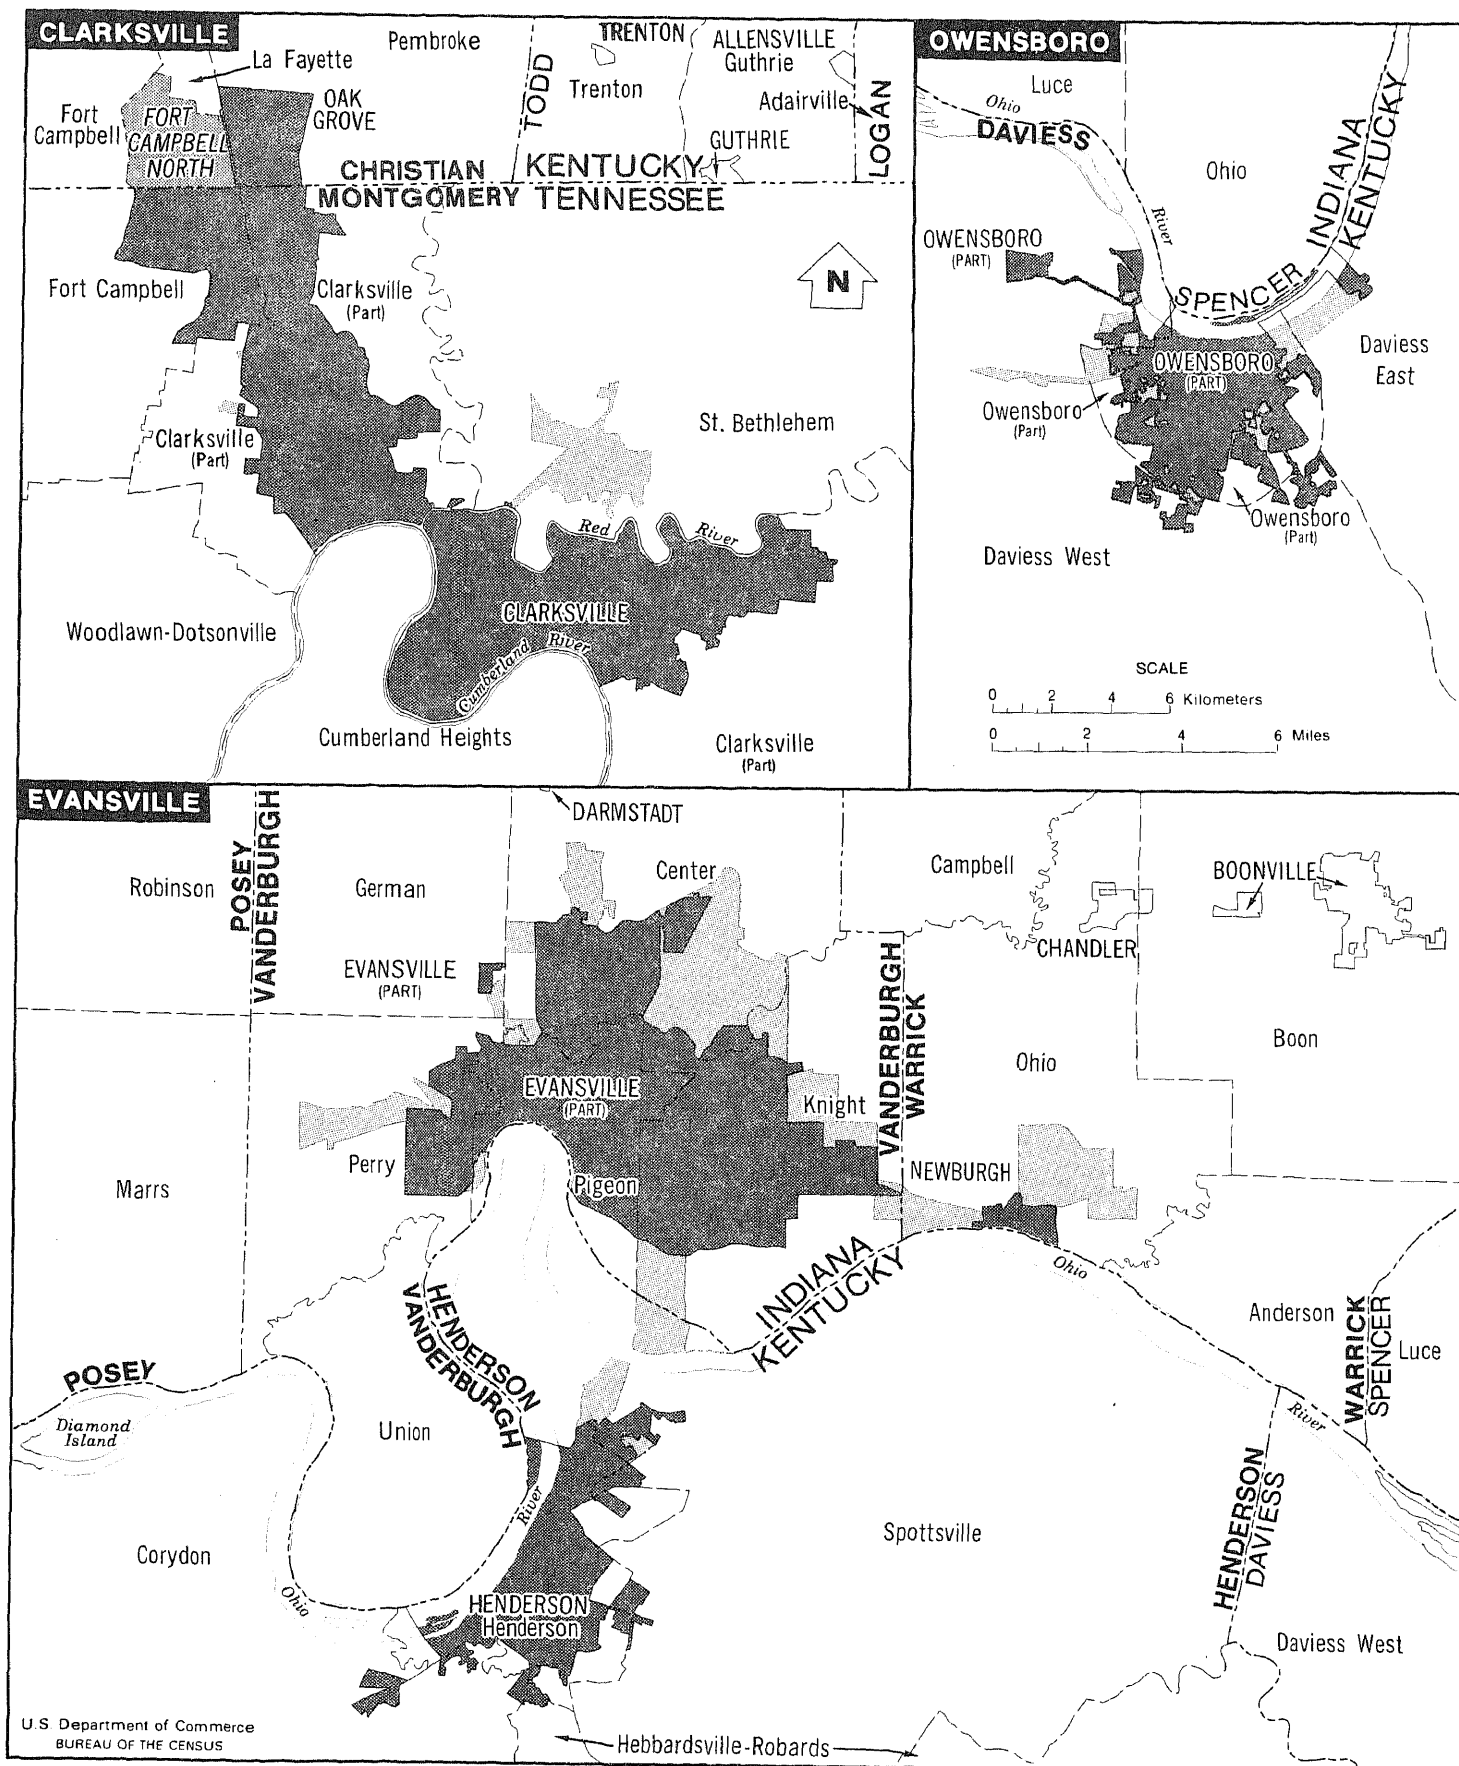 CLARKSVILLE
Pembroke
TRENTON
ALLENSVILLE
Guthrie
La Fayette
TODD
Trenton
Adairville
LOGAN
Fort
Campbell
FORT
CAMPBELL
NORTH
OAK
GROVE
GUTHRIE
CHRISTIAN
KENTUCKY
MONTGOMERY
TENNESSEE
N
Fort Campbell
Clarksville
(Part)
Clarksville
(Part)
St. Bethlehem
Red
River
CLARKSVILLE
Woodlawn-Dotsonville
Cumberland
River
Cumberland Heights
Clarksville
(Part)
OWENSBORO
Luce
Ohio
DAVIESS
Ohio
INDIANA
KENTUCKY
River
OWENSBORO
(PART)
SPENCER
Daviess
East
OWENSBORO
(PART)
Owensboro
(Part)
Owensboro
(Part)
Daviess West
SCALE
0 2 4 6 Kilometers
0 2 4 6 Miles
EVANSVILLE
DARMSTADT
POSEY
VANDERBURGH
Robinson
German
Center
Campbell
BOONVILLE
CHANDLER
EVANSVILLE
(PART)
VANDERBURGH
WARRICK
Boon
Ohio
EVANSVILLE
(PART)
Knight
Perry
Marrs
Pigeon
NEWBURGH
INDIANA
KENTUCKY
Ohio
HENDERSON
VANDERBURGH
Anderson
WARRICK
SPENCER
Luce
POSEY
Diamond
Island
Union
River
River
Spottsville
HENDERSON
DAVIESS
Corydon
Ohio
HENDERSON
Henderson
Daviess West
U.S. Department of Commerce
BUREAU OF THE CENSUS
Hebbardsville-Robards